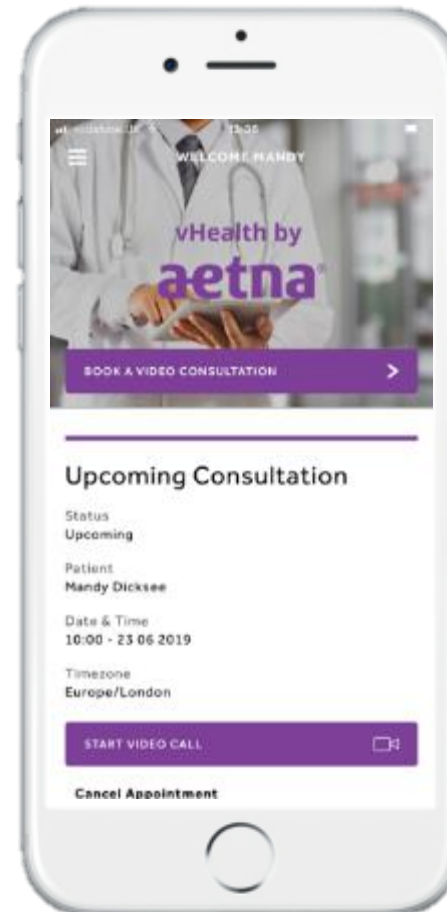 WELCOME MANDY
vHealth by
aetna
BOOK A VIDEO CONSULTATION
Upcoming Consultation
Status
Upcoming
Patient
Mandy Dicksee
Date & Time
10:00 - 23 06 2019
Timezone
Europe/London
START VIDEO CALL
Cancel Appointment